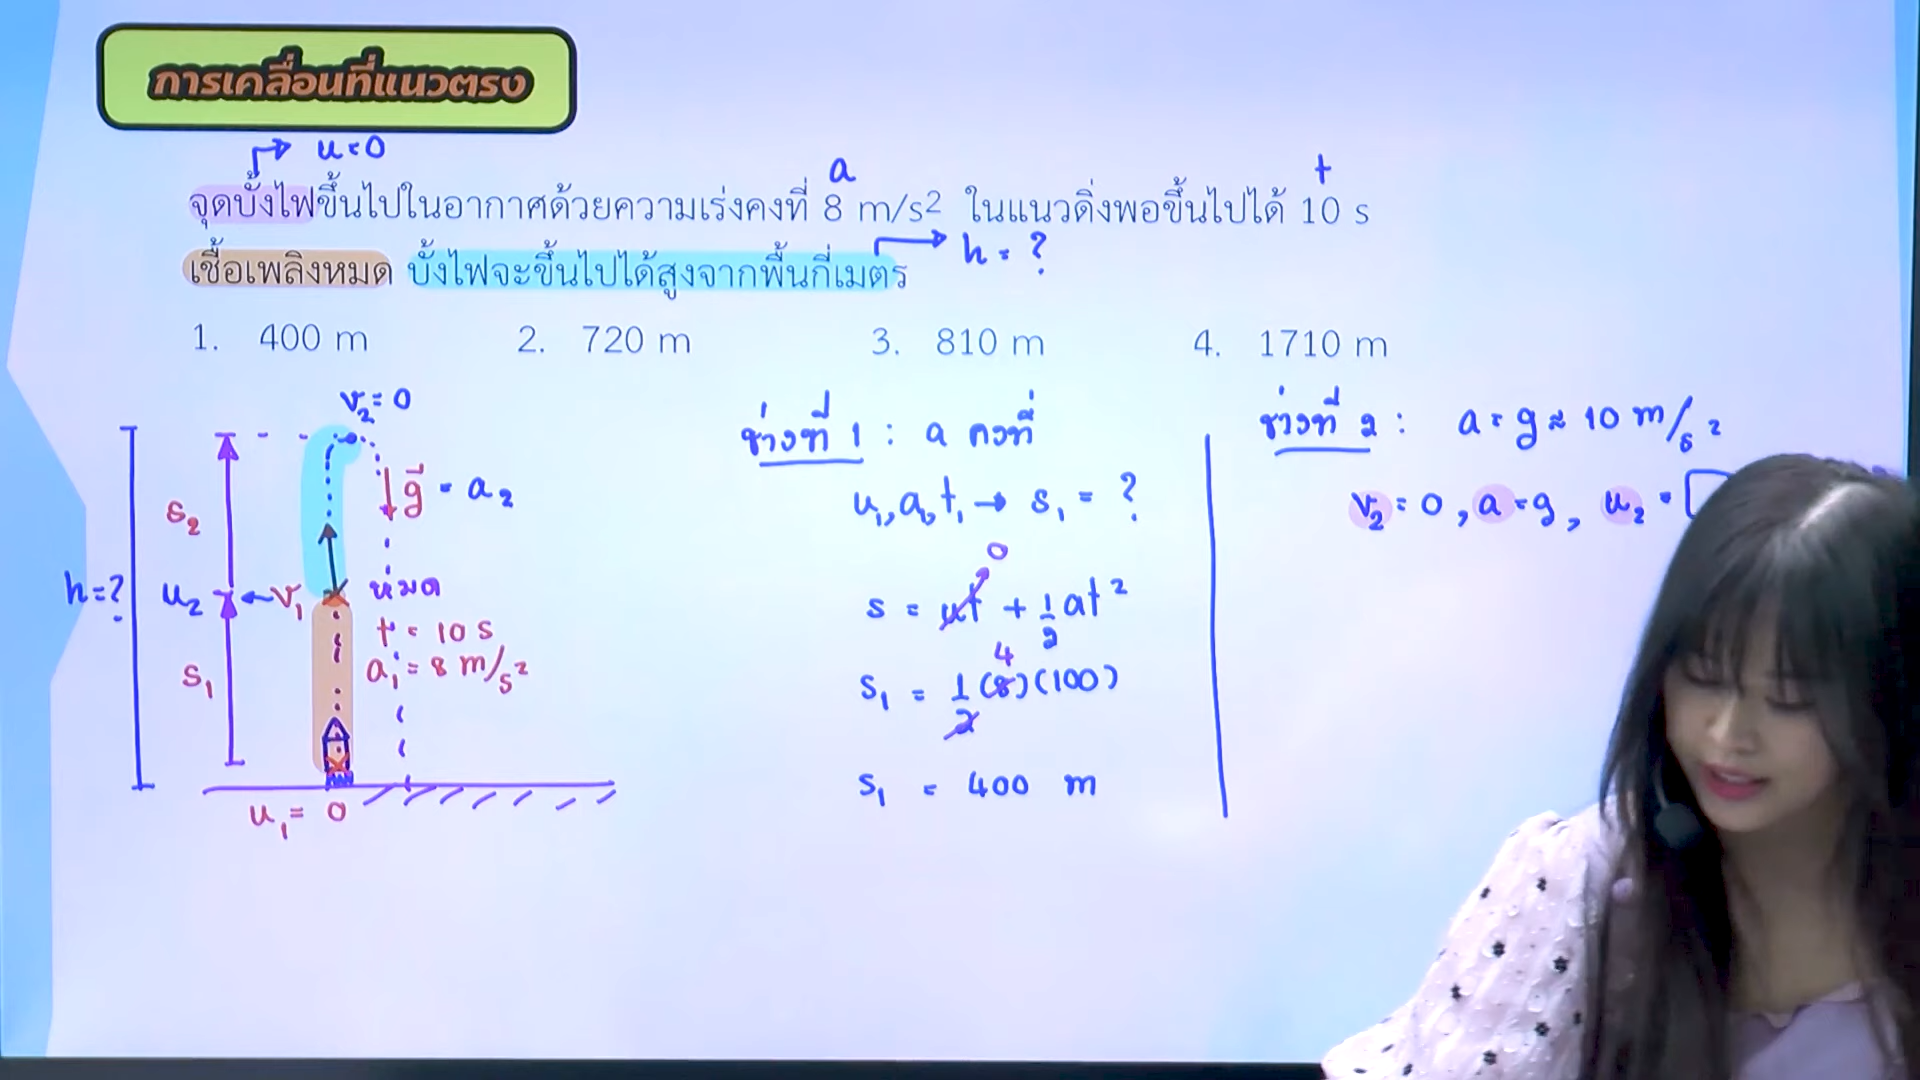 การเคลื่อนที่แนวตรง
u = 0
a
t
จุดบั้งไฟขึ้นไปในอากาศด้วยความเร่งคงที่ 8 m/s2 ในแนวดิ่งพอขึ้นไปได้ 10 s
h = ?
เชื้อเพลิงหมด บั้งไฟจะขึ้นไปได้สูงจากพื้นกี่เมตร
1. 400 m 2. 720 m 3. 810 m 4. 1710 m
v₂ = 0
g⃗ = a₂
s₂
h = ?
u₂ ← v₁
หมด
t = 10 s
a₁ = 8 m/s²
s₁
u₁ = 0
ช่วงที่ 1 : a คงที่
u₁, a₁, t₁ → s₁ = ?
0
s = ut + 1/2 at²
4
s₁ = 1/2 (8)(100)
s₁ = 400 m
ช่วงที่ 2 : a = g ≈ 10 m/s²
v₂ = 0 , a = g , u₂ =